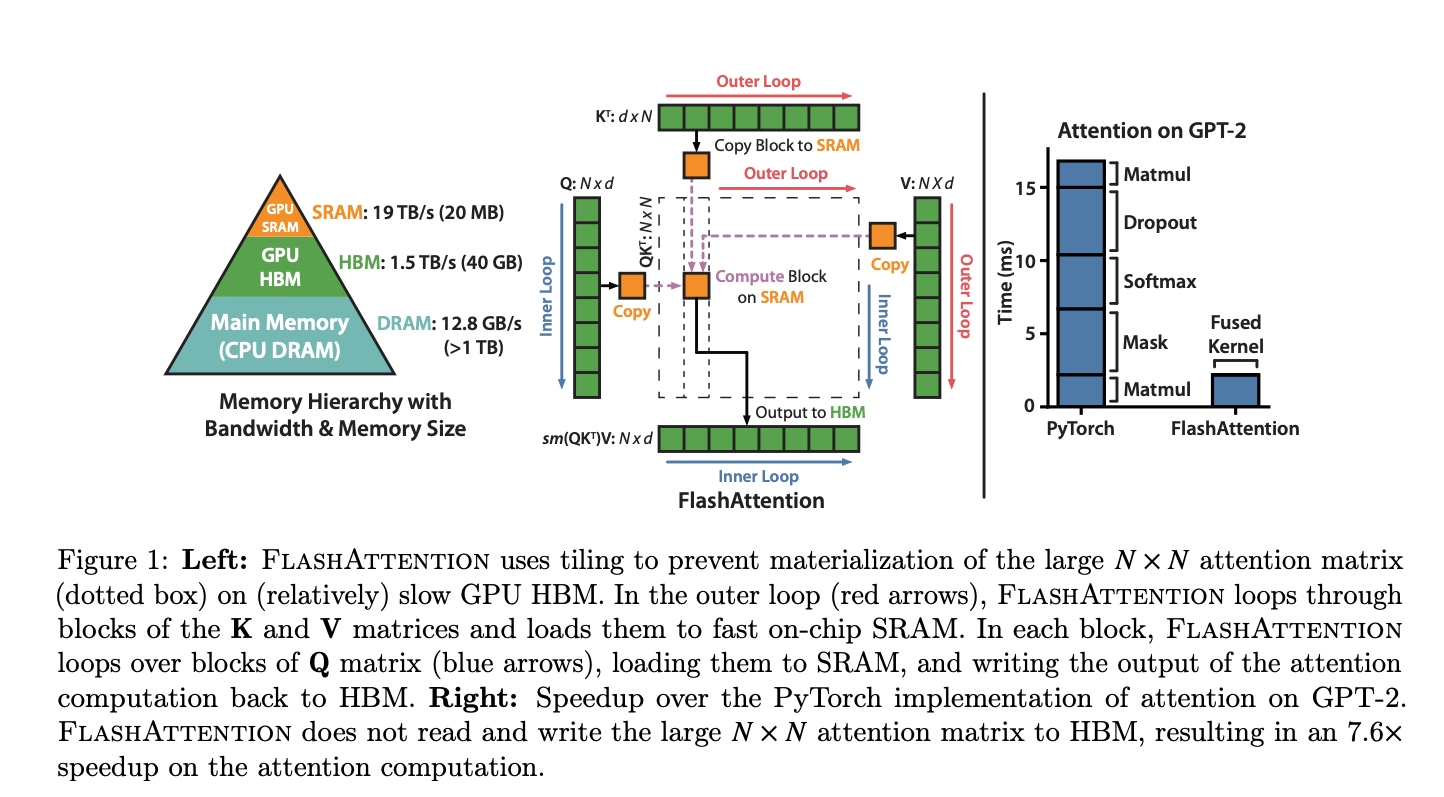 GPU
SRAM
SRAM: 19 TB/s (20 MB)
GPU
HBM
HBM: 1.5 TB/s (40 GB)
Main Memory
(CPU DRAM)
DRAM: 12.8 GB/s
(>1 TB)
Memory Hierarchy with
Bandwidth & Memory Size
Outer Loop
Kᵀ: d x N
Copy Block to SRAM
Outer Loop
Q: N x d
V: N X d
QKᵀ: N x N
Copy
Inner Loop
Copy
Compute Block
on SRAM
Inner Loop
Outer Loop
Output to HBM
sm(QKᵀ)V: N x d
Inner Loop
FlashAttention
Attention on GPT-2
Time (ms)
15
10
5
0
Matmul
Dropout
Softmax
Mask
Matmul
Fused
Kernel
PyTorch
FlashAttention
Figure 1: Left: FLASHATTENTION uses tiling to prevent materialization of the large N × N attention matrix
(dotted box) on (relatively) slow GPU HBM. In the outer loop (red arrows), FLASHATTENTION loops through
blocks of the K and V matrices and loads them to fast on-chip SRAM. In each block, FLASHATTENTION
loops over blocks of Q matrix (blue arrows), loading them to SRAM, and writing the output of the attention
computation back to HBM. Right: Speedup over the PyTorch implementation of attention on GPT-2.
FLASHATTENTION does not read and write the large N × N attention matrix to HBM, resulting in an 7.6×
speedup on the attention computation.